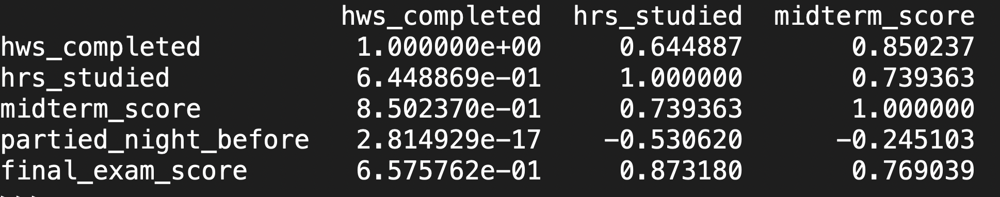 hws_completed hrs_studied midterm_score
hws_completed 1.000000e+00 0.644887 0.850237
hrs_studied 6.448869e-01 1.000000 0.739363
midterm_score 8.502370e-01 0.739363 1.000000
partied_night_before 2.814929e-17 -0.530620 -0.245103
final_exam_score 6.575762e-01 0.873180 0.769039